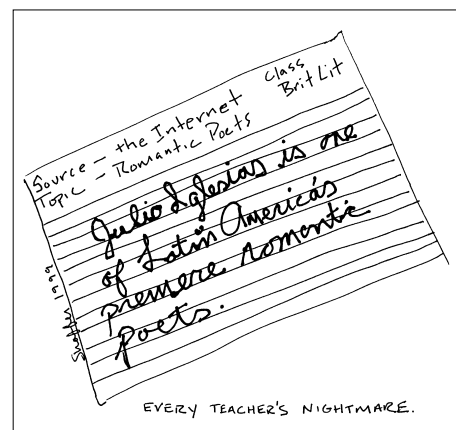 Source - the Internet
Topic - Romantic Poets
Class
Brit Lit
Julio Iglesias is one
of Latin America's
premere romantic
poets.
EVERY TEACHER'S NIGHTMARE.